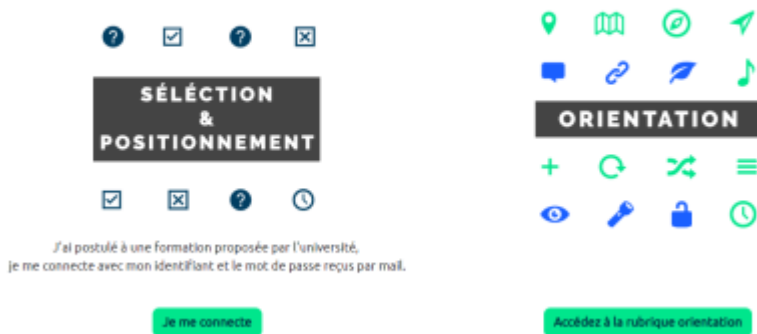 SÉLÉCTION
&
POSITIONNEMENT
J'ai postulé à une formation proposée par l'université,
je me connecte avec mon identifiant et le mot de passe reçus par mail.
Je me connecte
ORIENTATION
Accédez à la rubrique orientation